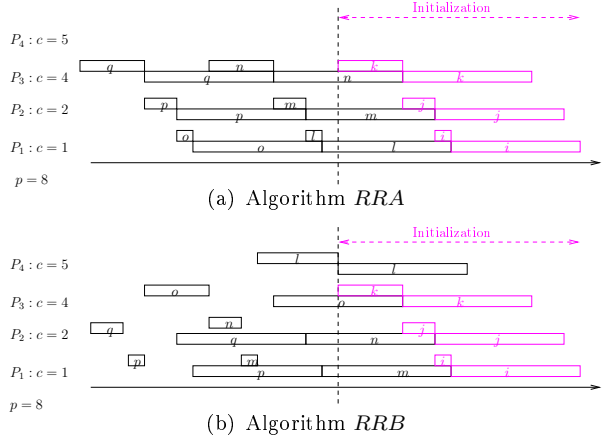 Initialization
P₄ : c = 5
q n k
P₃ : c = 4 q n k
p m j
P₂ : c = 2 p m j
o l i
P₁ : c = 1 o l i
p = 8
(a) Algorithm RRA
Initialization
l
P₄ : c = 5 l
o k
P₃ : c = 4 o k
q n j
P₂ : c = 2 q n j
p m i
P₁ : c = 1 p m i
p = 8
(b) Algorithm RRB